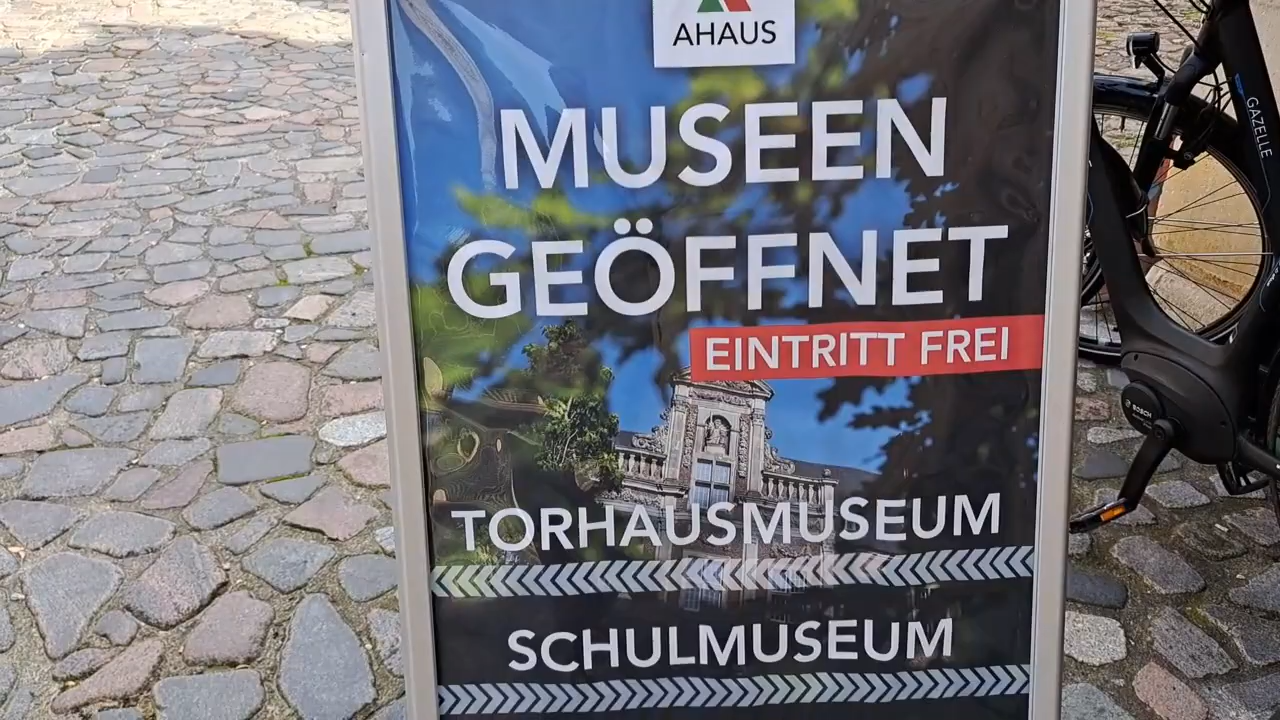 AHAUS
MUSEEN
GEÖFFNET
EINTRITT FREI
TORHAUSMUSEUM
SCHULMUSEUM
GAZELLE
BOSCH